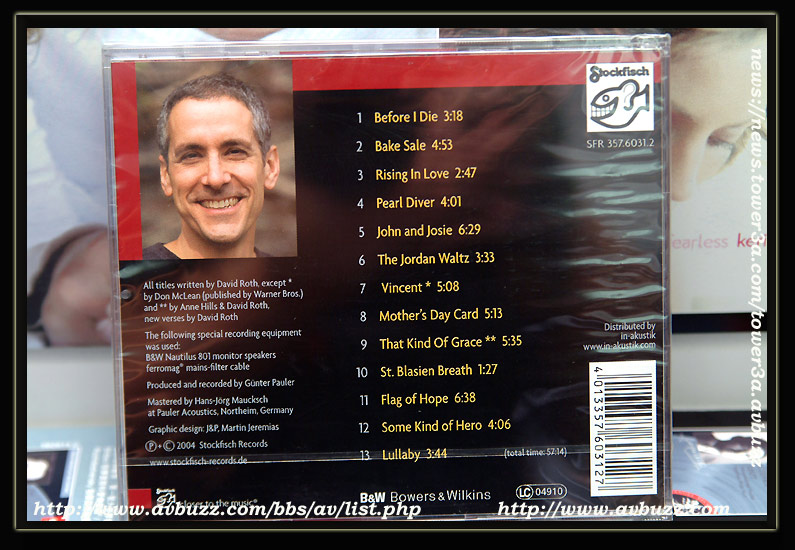 Stockfisch
SFR 357.6031.2
1 Before I Die 3:18
2 Bake Sale 4:53
3 Rising In Love 2:47
4 Pearl Diver 4:01
5 John and Josie 6:29
6 The Jordan Waltz 3:33
7 Vincent * 5:08
8 Mother's Day Card 5:13
9 That Kind Of Grace ** 5:35
10 St. Blasien Breath 1:27
11 Flag of Hope 6:38
12 Some Kind of Hero 4:06
13 Lullaby 3:44 (total time: 57:14)
All titles written by David Roth, except *
by Don McLean (published by Warner Bros.)
and ** by Anne Hills & David Roth,
new verses by David Roth
The following special recording equipment
was used:
B&W Nautilus 801 monitor speakers
ferromag® mains-filter cable
Produced and recorded by Günter Pauler
Mastered by Hans-Jörg Maucksch
at Pauler Acoustics, Northeim, Germany
Graphic design: J&P, Martin Jeremias
℗+© 2004 Stockfisch Records
www.stockfisch-records.de
closer to the music®
B&W Bowers & Wilkins
LC 04910
Distributed by
in-akustik
www.in-akustik.com
4 013357 603127
fearless
news://news.tower3a.com/tower3a.avbuzz
http://www.avbuzz.com/bbs/av/list.php
http://www.avbuzz.com